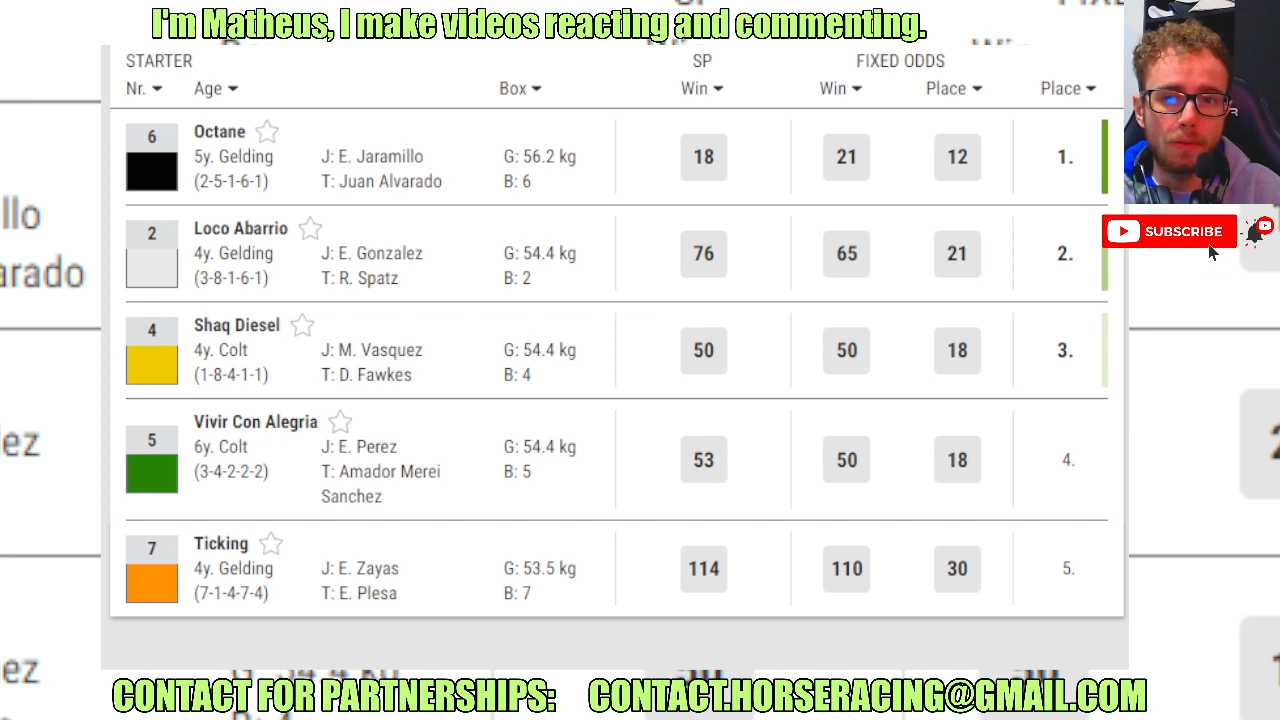 I'm Matheus, I make videos reacting and commenting.
STARTER SP FIXED ODDS
Nr. Age Box Win Win Place Place
6 Octane
5y. Gelding J: E. Jaramillo G: 56.2 kg 18 21 12 1.
(2-5-1-6-1) T: Juan Alvarado B: 6
2 Loco Abarrio
4y. Gelding J: E. Gonzalez G: 54.4 kg 76 65 21 2.
(3-8-1-6-1) T: R. Spatz B: 2
4 Shaq Diesel
4y. Colt J: M. Vasquez G: 54.4 kg 50 50 18 3.
(1-8-4-1-1) T: D. Fawkes B: 4
Vivir Con Alegria
5 6y. Colt J: E. Perez G: 54.4 kg 53 50 18 4.
(3-4-2-2-2) T: Amador Merei B: 5
Sanchez
7 Ticking
4y. Gelding J: E. Zayas G: 53.5 kg 114 110 30 5.
(7-1-4-7-4) T: E. Plesa B: 7
SUBSCRIBE
llo
arado
ez
ez
CONTACT FOR PARTNERSHIPS: CONTACT.HORSERACING@GMAIL.COM